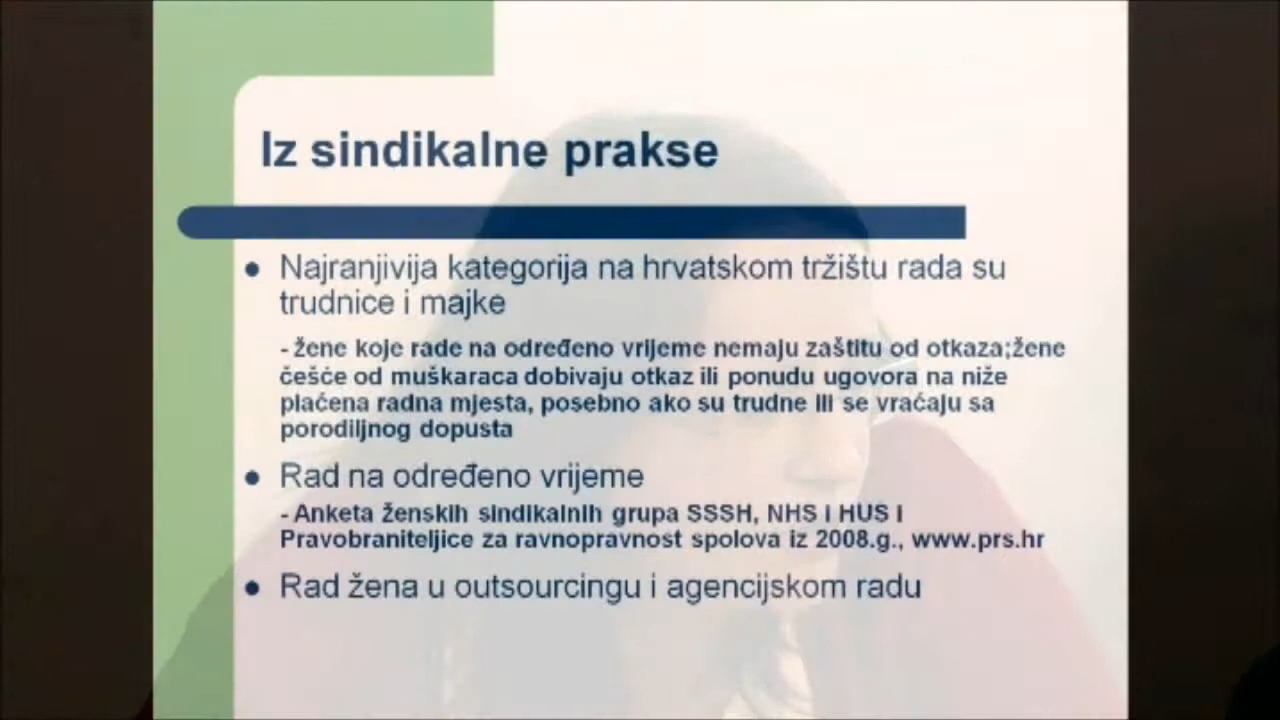 Iz sindikalne prakse
Najranjivija kategorija na hrvatskom tržištu rada su
trudnice i majke
- žene koje rade na određeno vrijeme nemaju zaštitu od otkaza;žene
češće od muškaraca dobivaju otkaz ili ponudu ugovora na niže
plaćena radna mjesta, posebno ako su trudne ili se vraćaju sa
porodiljnog dopusta
Rad na određeno vrijeme
- Anketa ženskih sindikalnih grupa SSSH, NHS i HUS i
Pravobraniteljice za ravnopravnost spolova iz 2008.g., www.prs.hr
Rad žena u outsourcingu i agencijskom radu